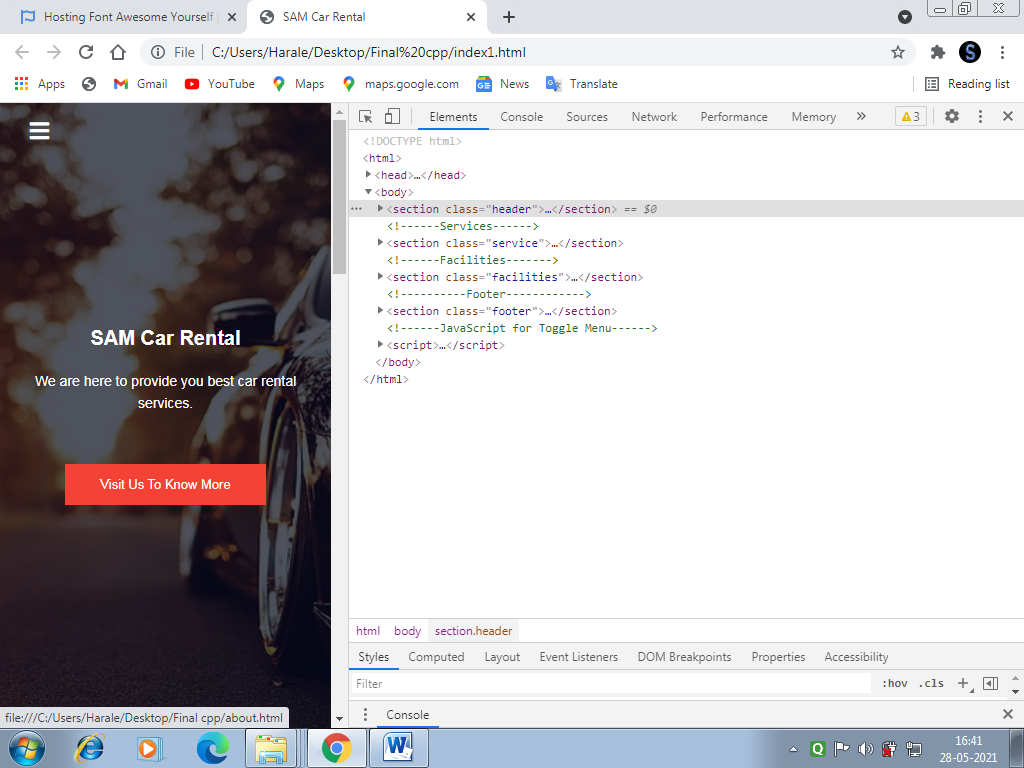 Hosting Font Awesome Yourself
SAM Car Rental
File
C:/Users/Harale/Desktop/Final%20cpp/index1.html
S
Apps
Gmail
YouTube
Maps
maps.google.com
News
Translate
Reading list
SAM Car Rental
We are here to provide you best car rental
services.
Visit Us To Know More
file:///C:/Users/Harale/Desktop/Final cpp/about.html
Elements
Console
Sources
Network
Performance
Memory
»
3
<!DOCTYPE html>
<html>
<head>…</head>
<body>
<section class="header">…</section> == $0
<!------Services------>
<section class="service">…</section>
<!------Facilities------->
<section class="facilities">…</section>
<!----------Footer------------>
<section class="footer">…</section>
<!------JavaScript for Toggle Menu------>
<script>…</script>
</body>
</html>
html
body
section.header
Styles
Computed
Layout
Event Listeners
DOM Breakpoints
Properties
Accessibility
Filter
:hov
.cls
Console
16:41
28-05-2021